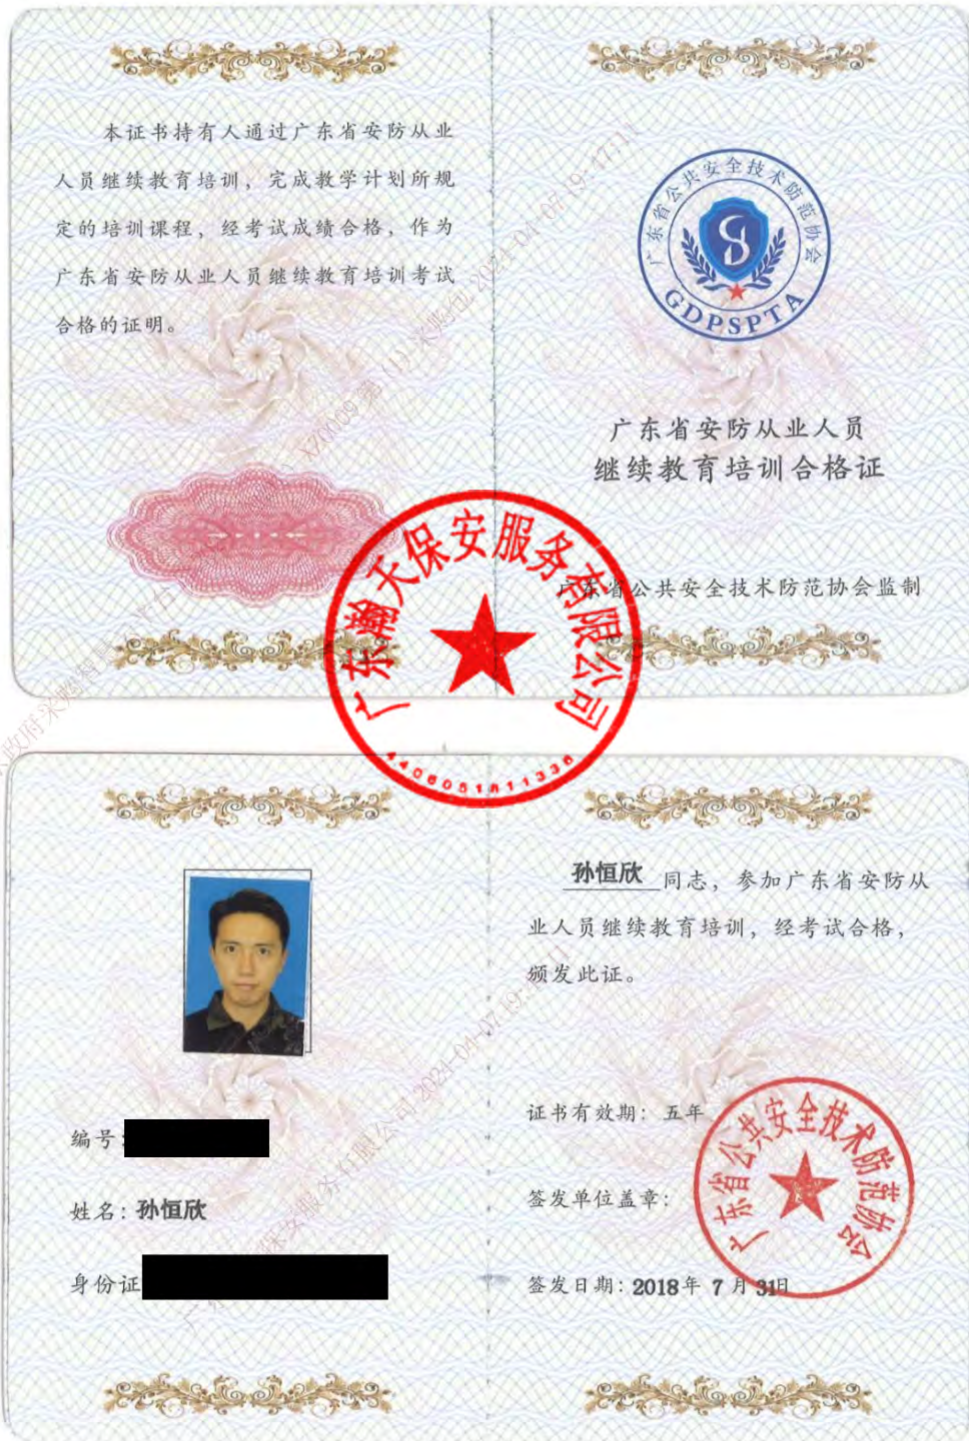 本证书持有人通过广东省安防从业
人员继续教育培训，完成教学计划所规
定的培训课程，经考试成绩合格，作为
广东省安防从业人员继续教育培训考试
合格的证明。
广东省公共安全技术防范协会
GDPSPTA
广东省安防从业人员
继续教育培训合格证
广东省公共安全技术防范协会监制
广东瀚天保安服务有限公司
孙恒欣 同志，参加广东省安防从
业人员继续教育培训，经考试合格，
颁发此证。
编号:
姓名: 孙恒欣
身份证
证书有效期: 五年
签发单位盖章:
签发日期: 2018年 7 月 31日
广东省公共安全技术防范协会